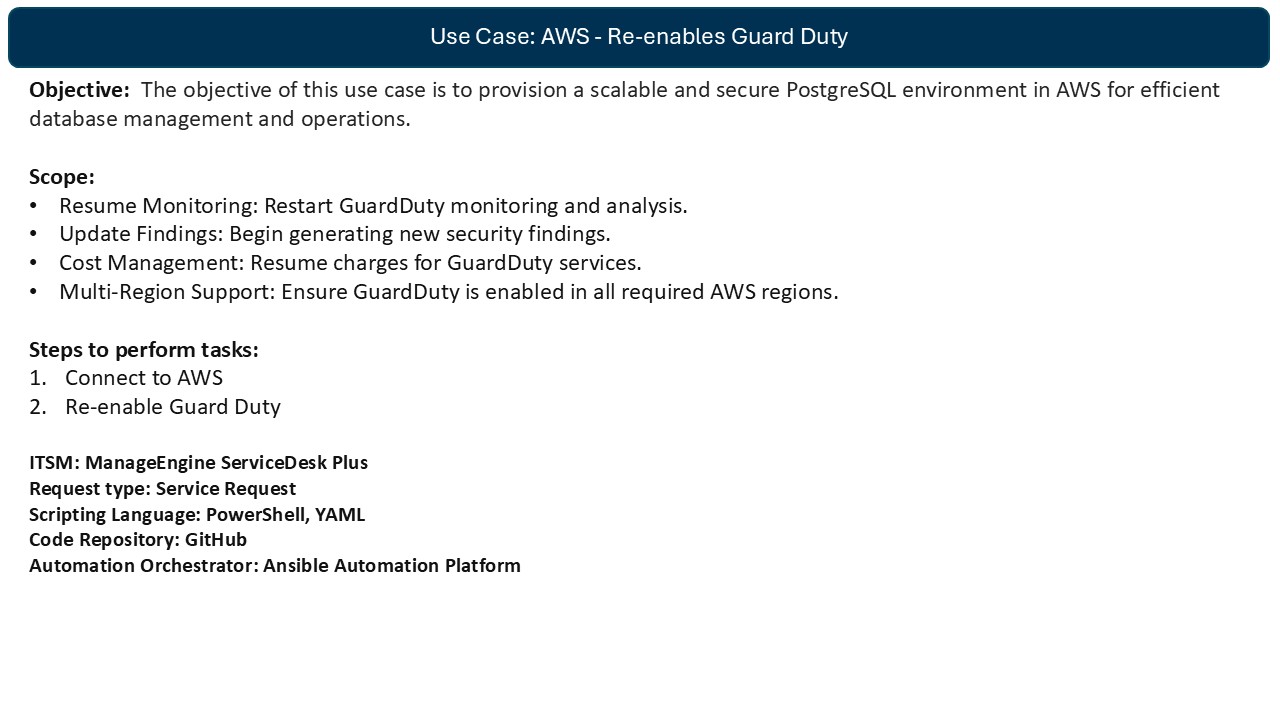 Use Case: AWS - Re-enables Guard Duty
Objective: The objective of this use case is to provision a scalable and secure PostgreSQL environment in AWS for efficient
database management and operations.
Scope:
• Resume Monitoring: Restart GuardDuty monitoring and analysis.
• Update Findings: Begin generating new security findings.
• Cost Management: Resume charges for GuardDuty services.
• Multi-Region Support: Ensure GuardDuty is enabled in all required AWS regions.
Steps to perform tasks:
1. Connect to AWS
2. Re-enable Guard Duty
ITSM: ManageEngine ServiceDesk Plus
Request type: Service Request
Scripting Language: PowerShell, YAML
Code Repository: GitHub
Automation Orchestrator: Ansible Automation Platform